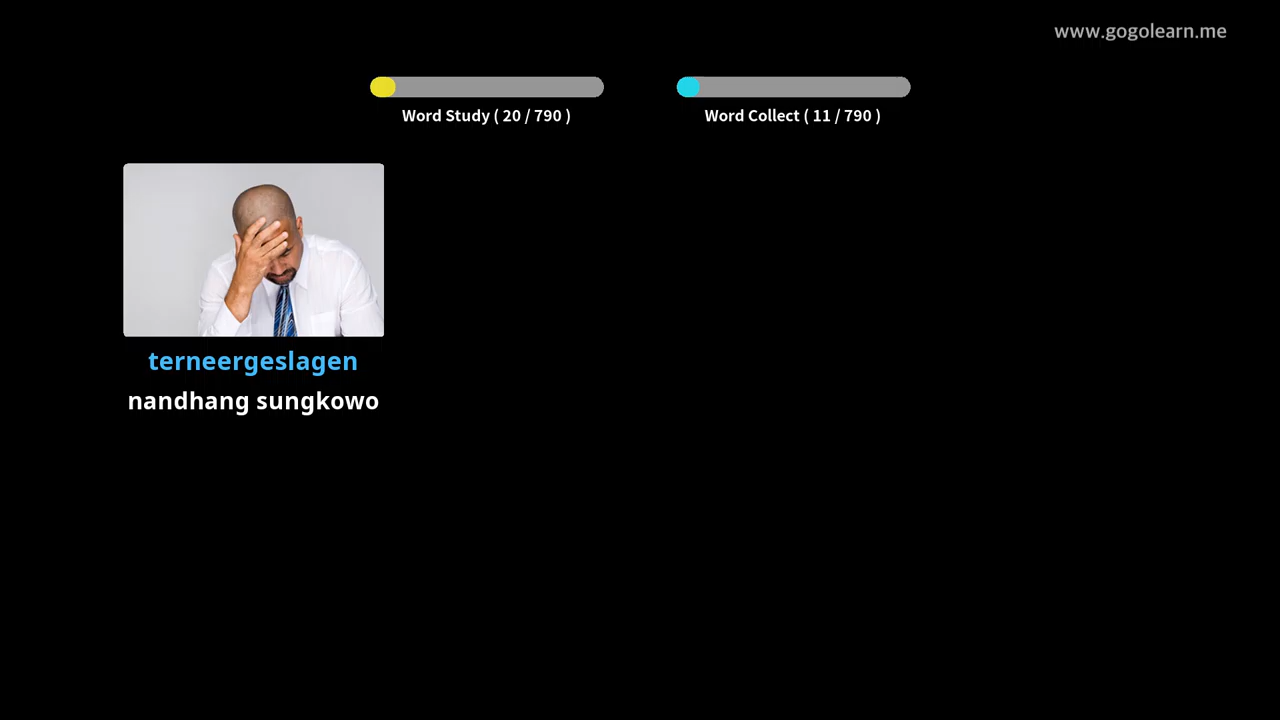 www.gogolearn.me
Word Study ( 20 / 790 )
Word Collect ( 11 / 790 )
terneergeslagen
nandhang sungkowo